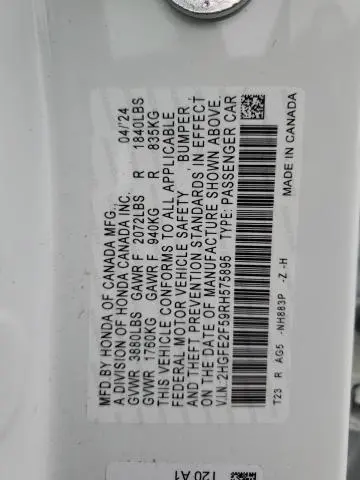 MFD BY HONDA OF CANADA MFG., 04/'24
A DIVISION OF HONDA CANADA INC.
GVWR 3880LBS GAWR F 2072LBS R 1840LBS
GVWR 1760KG GAWR F 940KG R 835KG
THIS VEHICLE CONFORMS TO ALL APPLICABLE
FEDERAL MOTOR VEHICLE SAFETY, BUMPER,
AND THEFT PREVENTION STANDARDS IN EFFECT
ON THE DATE OF MANUFACTURE SHOWN ABOVE.
V.I.N.:2HGFE2F59RH575895 TYPE:PASSENGER CAR
T23 R AG5 -NH883P -Z -H MADE IN CANADA
T20 A1